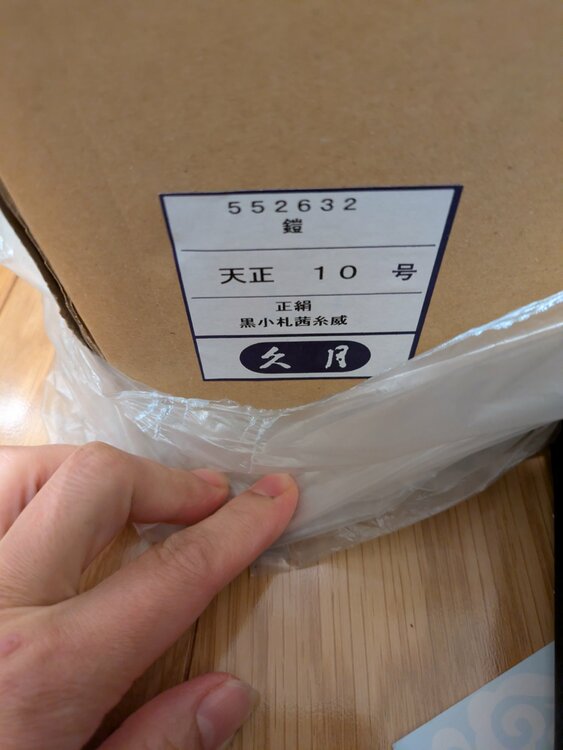 552632
鎧
天正 10 号
正絹
黒小札茜糸威
久月